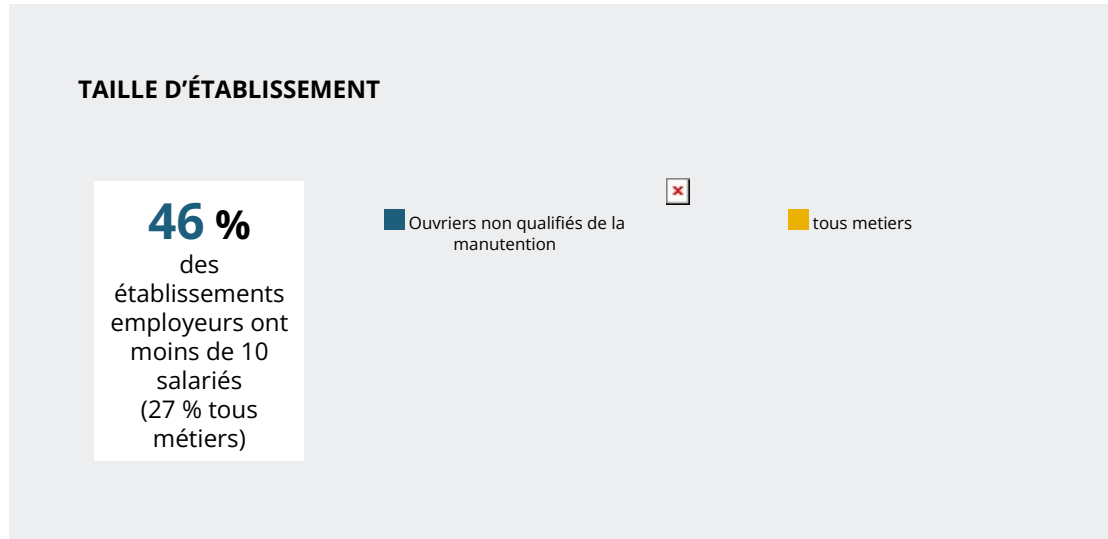 TAILLE D'ÉTABLISSEMENT
46 %
des
établissements
employeurs ont
moins de 10
salariés
(27 % tous
métiers)
Ouvriers non qualifiés de la
manutention
tous metiers